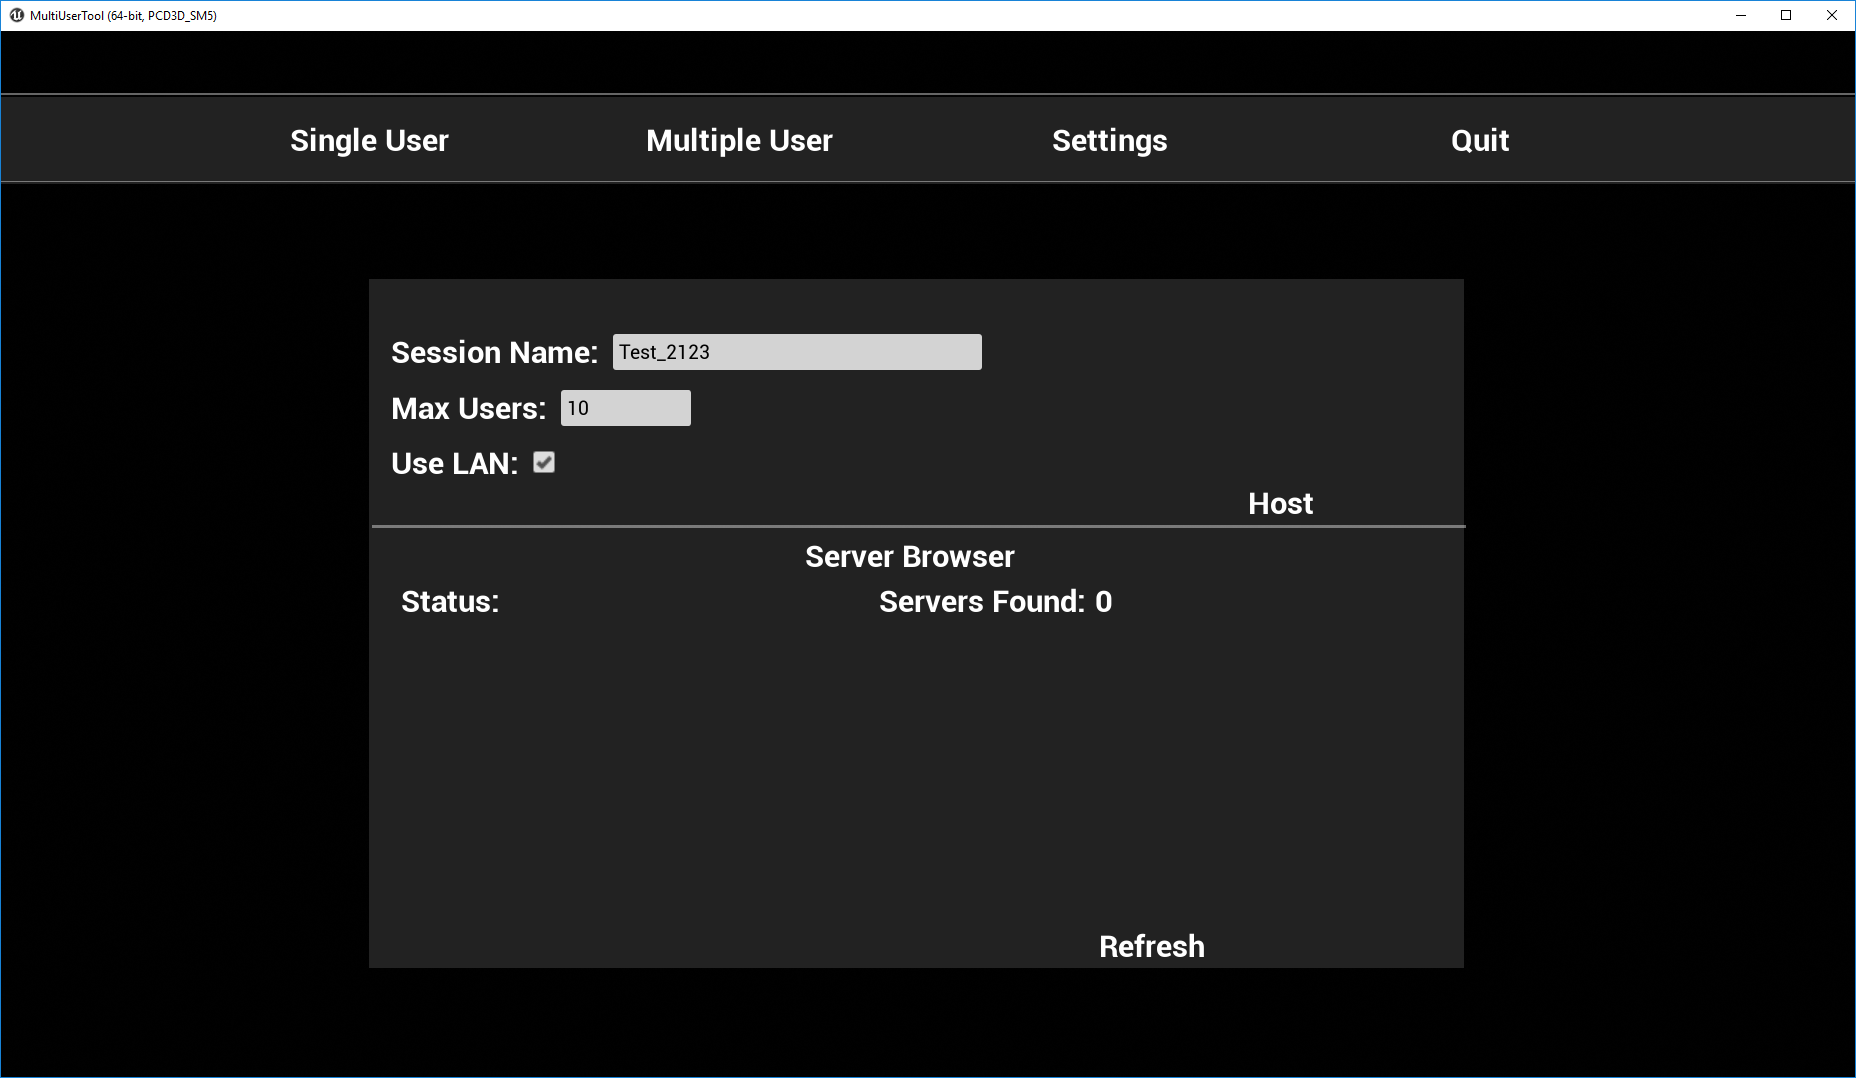 MultiUserTool (64-bit, PCD3D_SM5)
Single User Multiple User Settings Quit
Session Name: Test_2123
Max Users: 10
Use LAN:
Host
Server Browser
Status: Servers Found: 0
Refresh